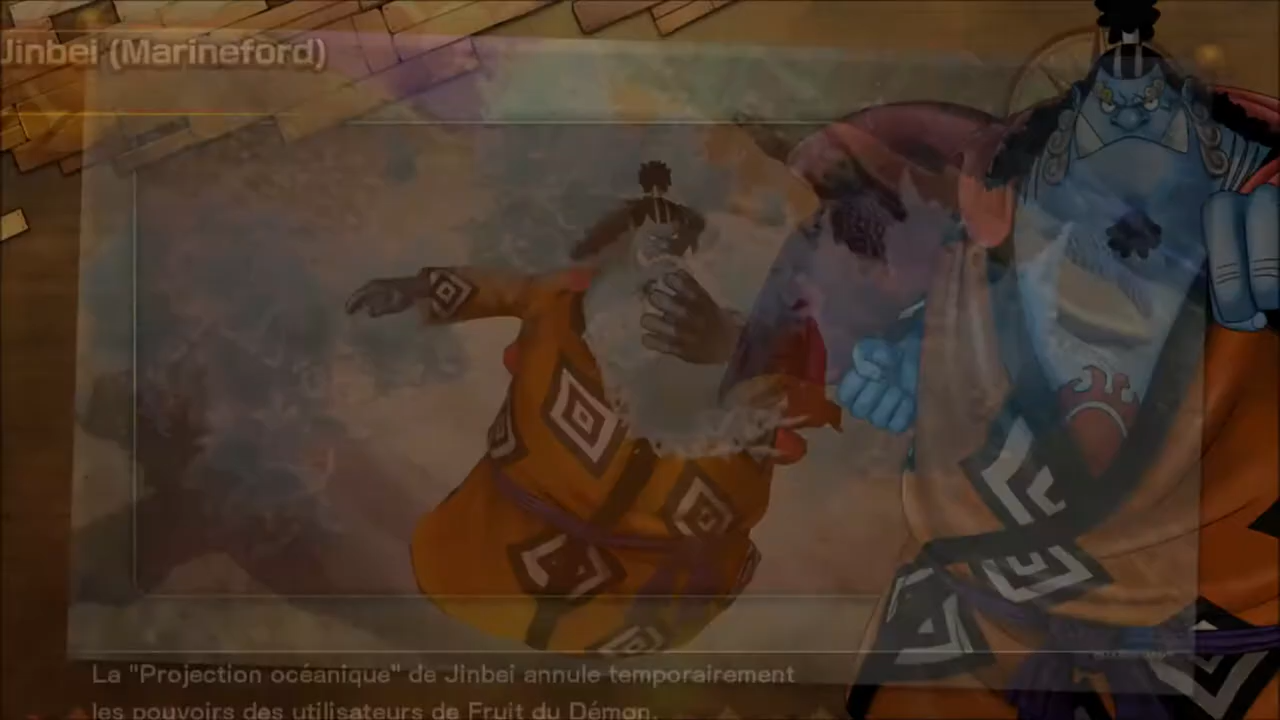 Jinbei (Marineford)
La "Projection océanique" de Jinbei annule temporairement
les pouvoirs des utilisateurs de Fruit du Démon.